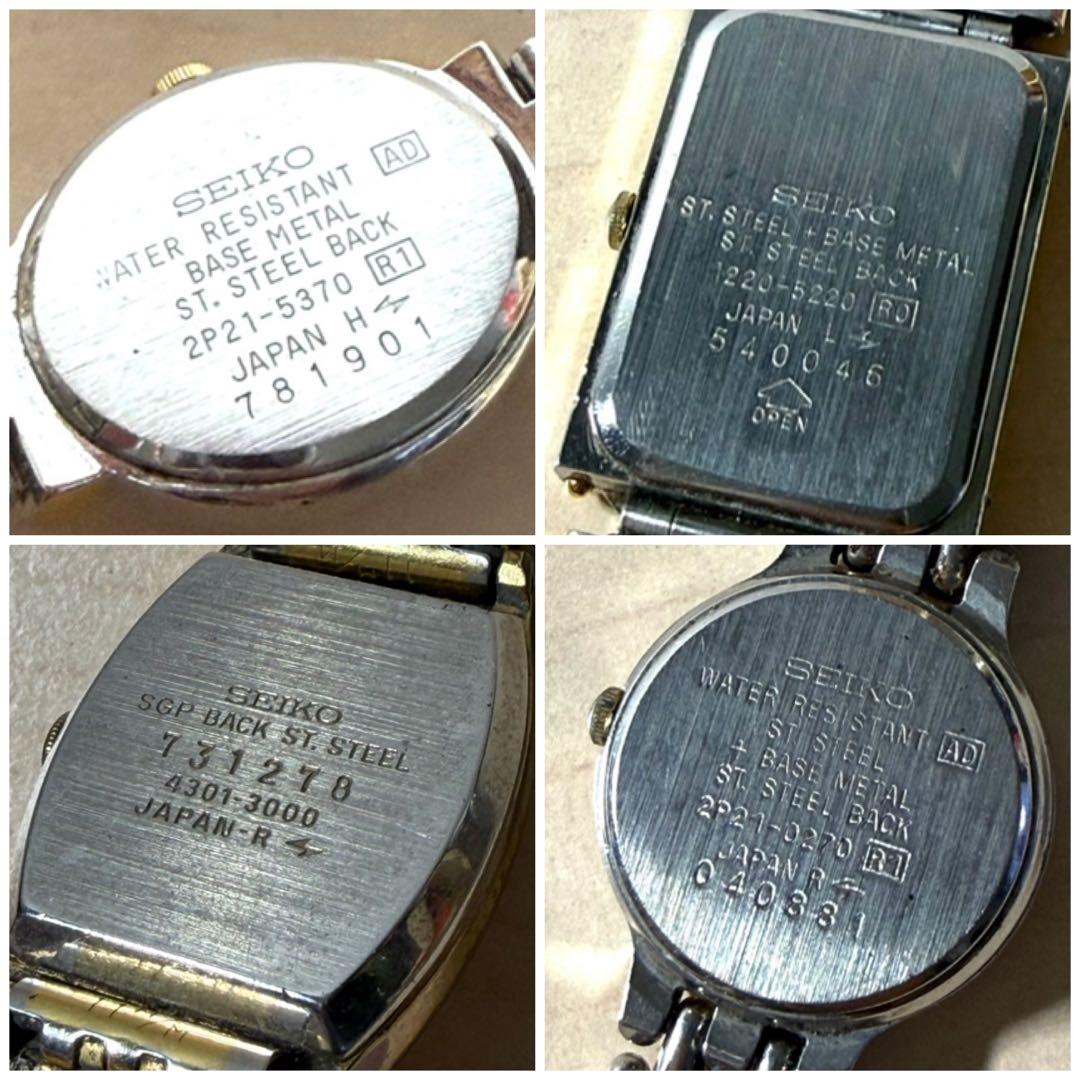 SEIKO
WATER RESISTANT AD
BASE METAL
ST. STEEL BACK
2P21-5370 R1
JAPAN H
781901
SEIKO
ST. STEEL + BASE METAL
ST. STEEL BACK
1220-5220 R0
JAPAN L
540046
OPEN
SEIKO
SGP BACK ST. STEEL
731278
4301-3000
JAPAN-R
SEIKO
WATER RESISTANT AD
ST. STEEL
+ BASE METAL
ST. STEEL BACK
2P21-0270 R1
JAPAN R
040881